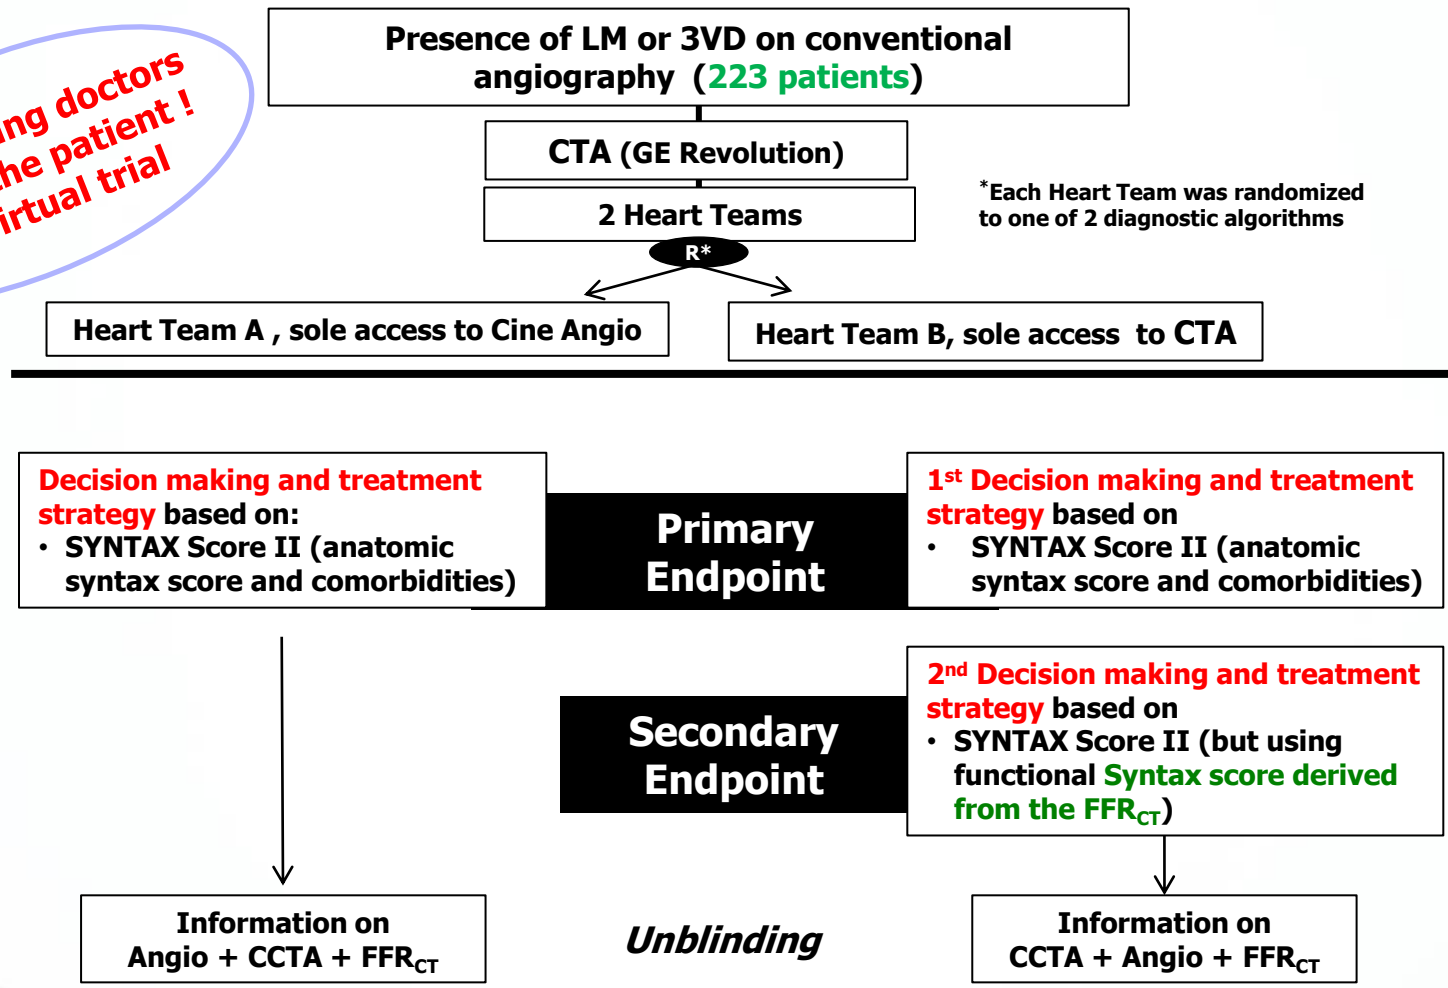 Presence of LM or 3VD on conventional
angiography (223 patients)
doctors
the patient !
trial
CTA (GE Revolution)
2 Heart Teams
*Each Heart Team was randomized
to one of 2 diagnostic algorithms
R*
Heart Team A , sole access to Cine Angio
Heart Team B, sole access to CTA
Decision making and treatment
strategy based on:
• SYNTAX Score II (anatomic
syntax score and comorbidities)
Primary
Endpoint
1st Decision making and treatment
strategy based on
• SYNTAX Score II (anatomic
syntax score and comorbidities)
Secondary
Endpoint
2nd Decision making and treatment
strategy based on
• SYNTAX Score II (but using
functional Syntax score derived
from the FFRCT)
Information on
Angio + CCTA + FFRCT
Unblinding
Information on
CCTA + Angio + FFRCT